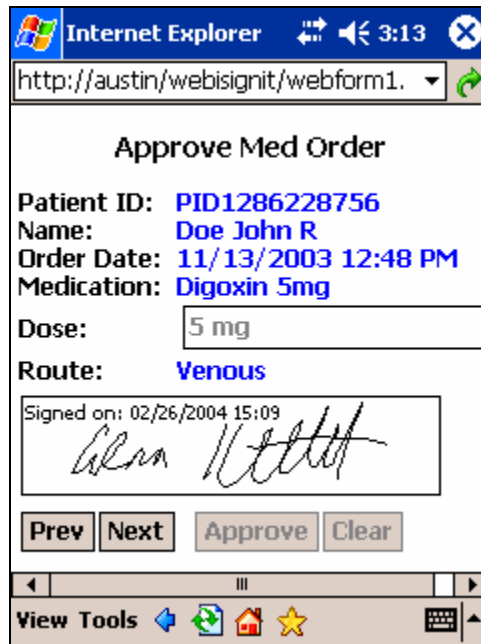 Internet Explorer 3:13
http://austin/webisignit/webform1.
Approve Med Order
Patient ID: PID1286228756
Name: Doe John R
Order Date: 11/13/2003 12:48 PM
Medication: Digoxin 5mg
Dose: 5 mg
Route: Venous
Signed on: 02/26/2004 15:09
Prev Next Approve Clear
View Tools